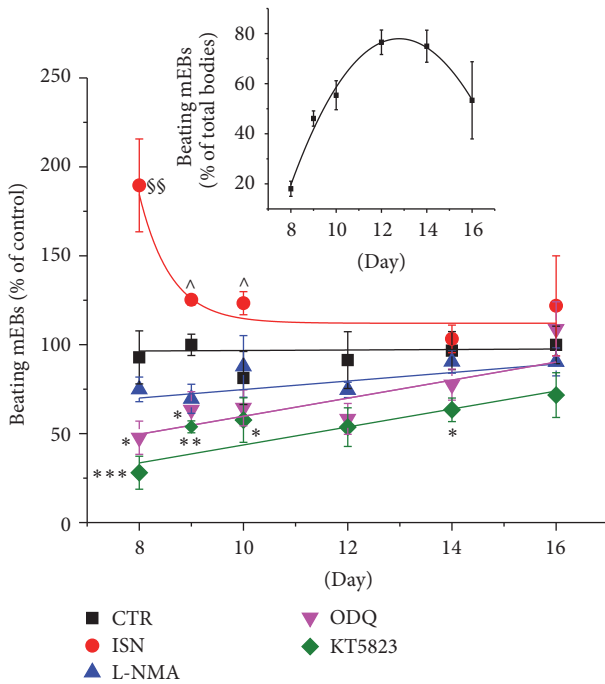 80
60
40
20
Beating mEBs
(% of total bodies)
8
10
12
14
16
(Day)
250
200
150
100
50
0
Beating mEBs (% of control)
§§
^
^
*
*
***
**
*
*
8
10
12
14
16
(Day)
CTR
ISN
L-NMA
ODQ
KT5823